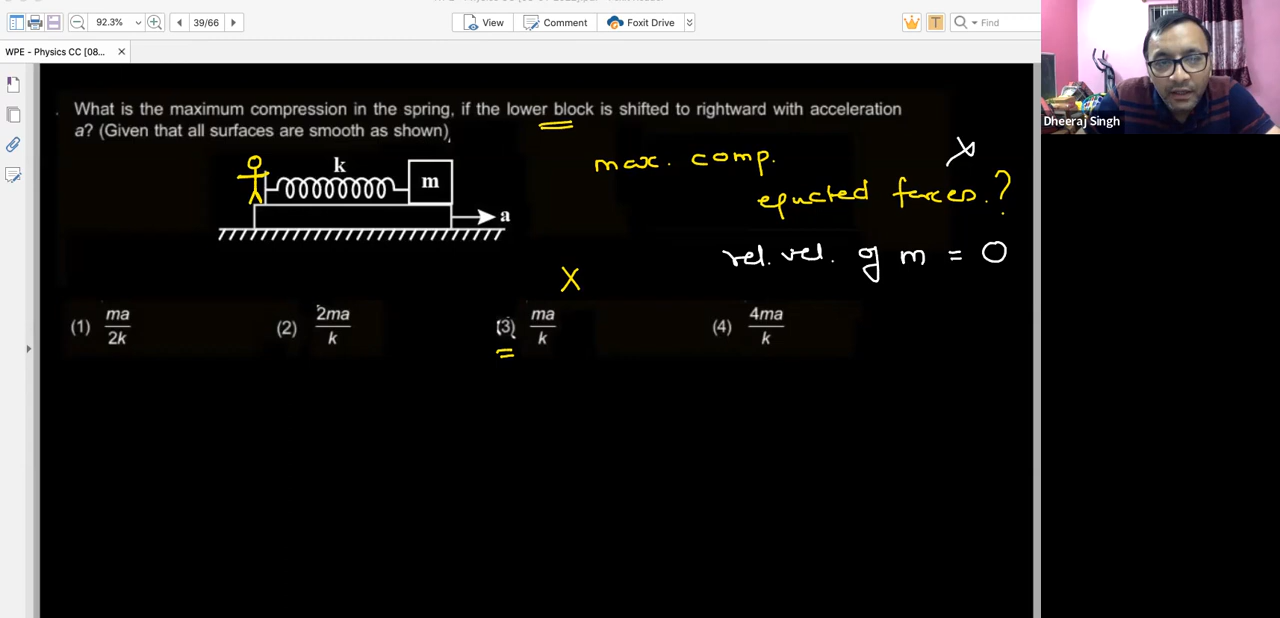 92.3%
39/66
View
Comment
Foxit Drive
T
Find
WPE - Physics CC [08...
Dheeraj Singh
What is the maximum compression in the spring, if the lower block is shifted to rightward with acceleration
a? (Given that all surfaces are smooth as shown)
k
m
a
max. comp.
equcted forces.?
rel. vel. of m = 0
(1) ma/2k
(2) 2ma/k
(3) ma/k
(4) 4ma/k